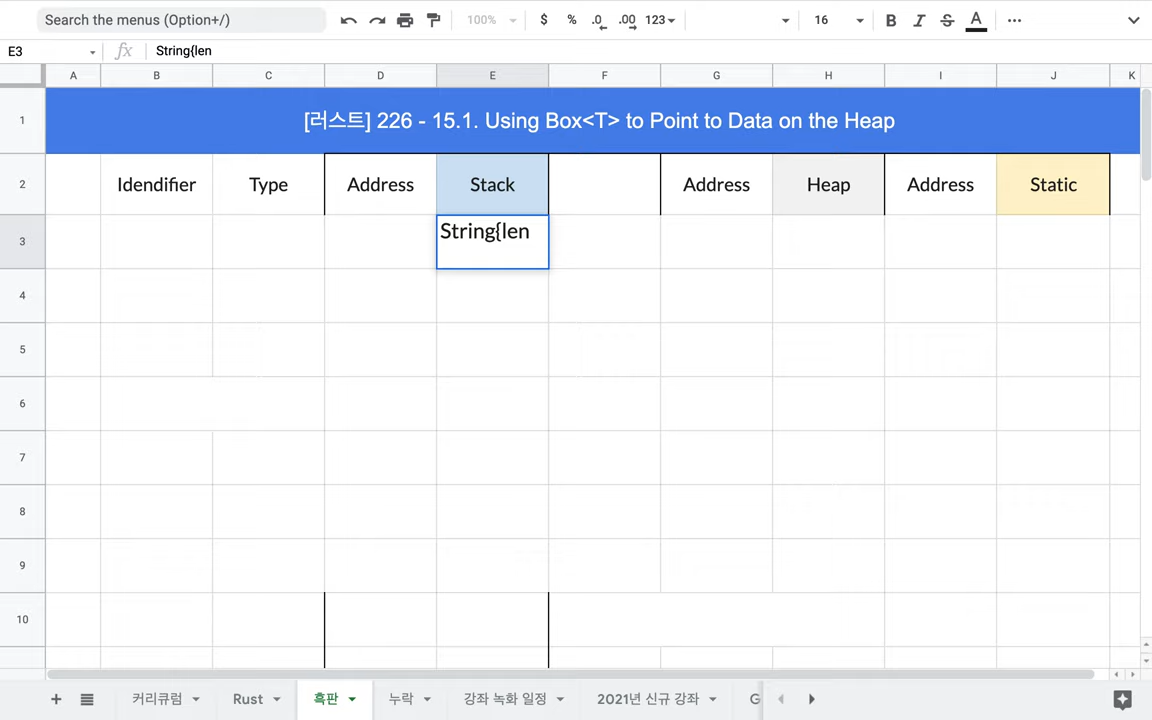 Search the menus (Option+/) 100% $ % .0 .00 123 16 B I S A ...
E3 fx String{len
A B C D E F G H I J K
1 [러스트] 226 - 15.1. Using Box<T> to Point to Data on the Heap
2 Idendifier Type Address Stack Address Heap Address Static
3 String{len
4
5
6
7
8
9
10
+ 커리큐럼 Rust 흑판 누락 강좌 녹화 일정 2021년 신규 강좌 G